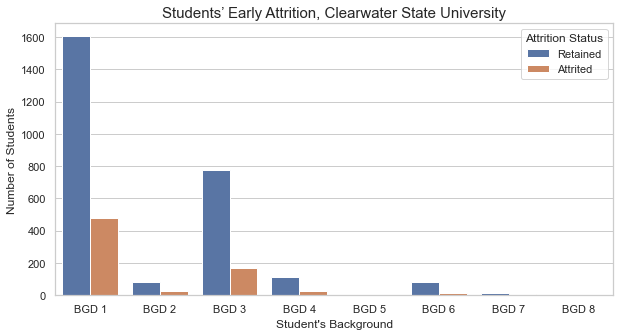 Students’ Early Attrition, Clearwater State University
Attrition Status
Retained
Attrited
Number of Students
1600
1400
1200
1000
800
600
400
200
0
BGD 1 BGD 2 BGD 3 BGD 4 BGD 5 BGD 6 BGD 7 BGD 8
Student's Background